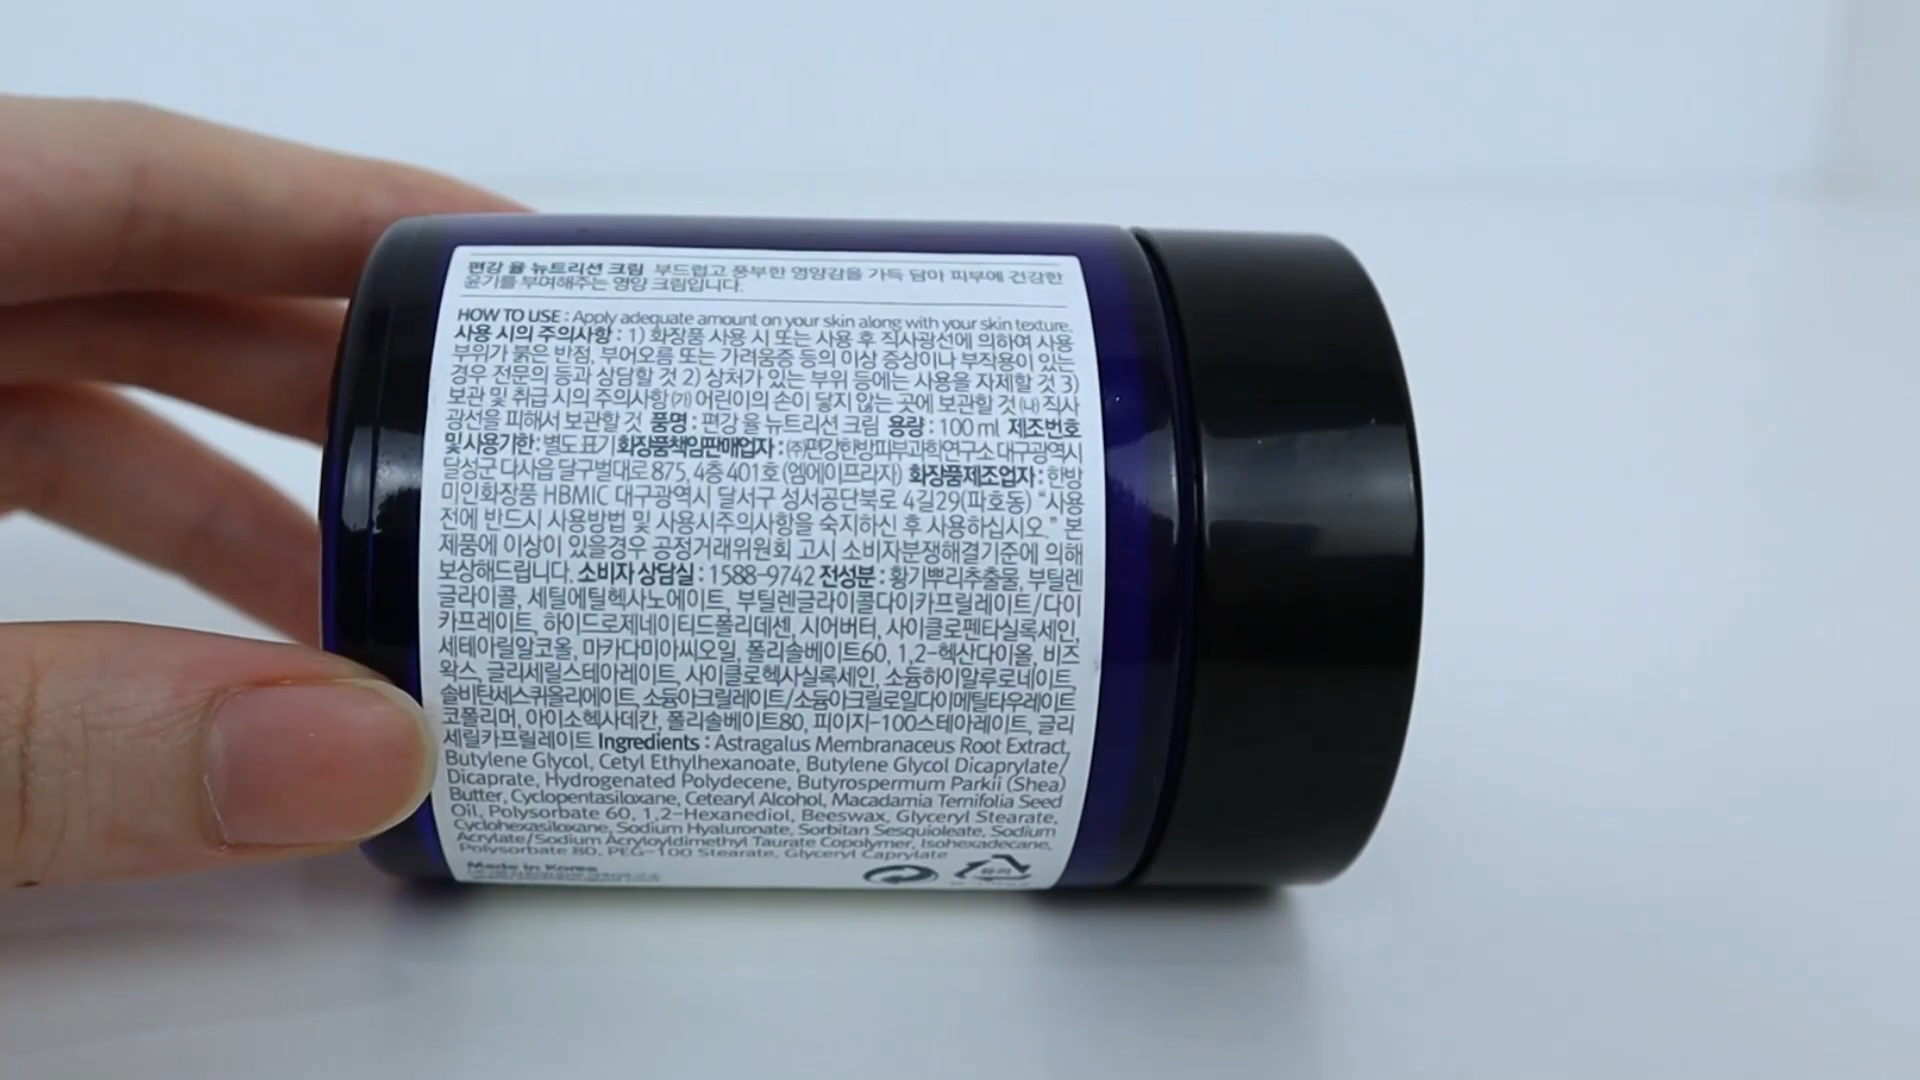 편강 율 뉴트리션 크림 부드럽고 풍부한 영양감을 가득 담아 피부에 건강한
윤기를 부여해주는 영양 크림입니다.
HOW TO USE : Apply adequate amount on your skin along with your skin texture.
사용 시의 주의사항 : 1) 화장품 사용 시 또는 사용 후 직사광선에 의하여 사용
부위가 붉은 반점, 부어오름 또는 가려움증 등의 이상 증상이나 부작용이 있는
경우 전문의 등과 상담할 것 2) 상처가 있는 부위 등에는 사용을 자제할 것 3)
보관 및 취급 시의 주의사항 ㈎ 어린이의 손이 닿지 않는 곳에 보관할 것 ㈏ 직사
광선을 피해서 보관할 것 품명 : 편강 율 뉴트리션 크림 용량 : 100 ml 제조번호
및 사용기한 : 별도 표기 화장품책임판매업자 : ㈜편강한방피부과학연구소 대구광역시
달성군 다사읍 달구벌대로 875, 4층 401호 (엠에이프라자) 화장품제조업자 : 한방
미인화장품 HBMIC 대구광역시 달서구 성서공단북로 4길29(파호동) “사용
전에 반드시 사용방법 및 사용시주의사항을 숙지하신 후 사용하십시오.” 본
제품에 이상이 있을경우 공정거래위원회 고시 소비자분쟁해결기준에 의해
보상해드립니다. 소비자 상담실 : 1588-9742 전성분 : 황기뿌리추출물, 부틸렌
글라이콜, 세틸에틸헥사노에이트, 부틸렌글라이콜다이카프릴레이트/다이
카프레이트, 하이드로제네이티드폴리데센, 시어버터, 사이클로펜타실록세인,
세테아릴알코올, 마카다미아씨오일, 폴리솔베이트60, 1,2-헥산다이올, 비즈
왁스, 글리세릴스테아레이트, 사이클로헥사실록세인, 소듐하이알루로네이트,
솔비탄세스퀴올리에이트, 소듐아크릴레이트/소듐아크릴로일다이메틸타우레이트
코폴리머, 아이소헥사데칸, 폴리솔베이트80, 피이지-100스테아레이트, 글리
세릴카프릴레이트 Ingredients : Astragalus Membranaceus Root Extract,
Butylene Glycol, Cetyl Ethylhexanoate, Butylene Glycol Dicaprylate/
Dicaprate, Hydrogenated Polydecene, Butyrospermum Parkii (Shea)
Butter, Cyclopentasiloxane, Cetearyl Alcohol, Macadamia Ternifolia Seed
Oil, Polysorbate 60, 1,2-Hexanediol, Beeswax, Glyceryl Stearate,
Cyclohexasiloxane, Sodium Hyaluronate, Sorbitan Sesquioleate, Sodium
Acrylate/Sodium Acryloyldimethyl Taurate Copolymer, Isohexadecane,
Polysorbate 80, PEG-100 Stearate, Glyceryl Caprylate
Made in Korea
유리